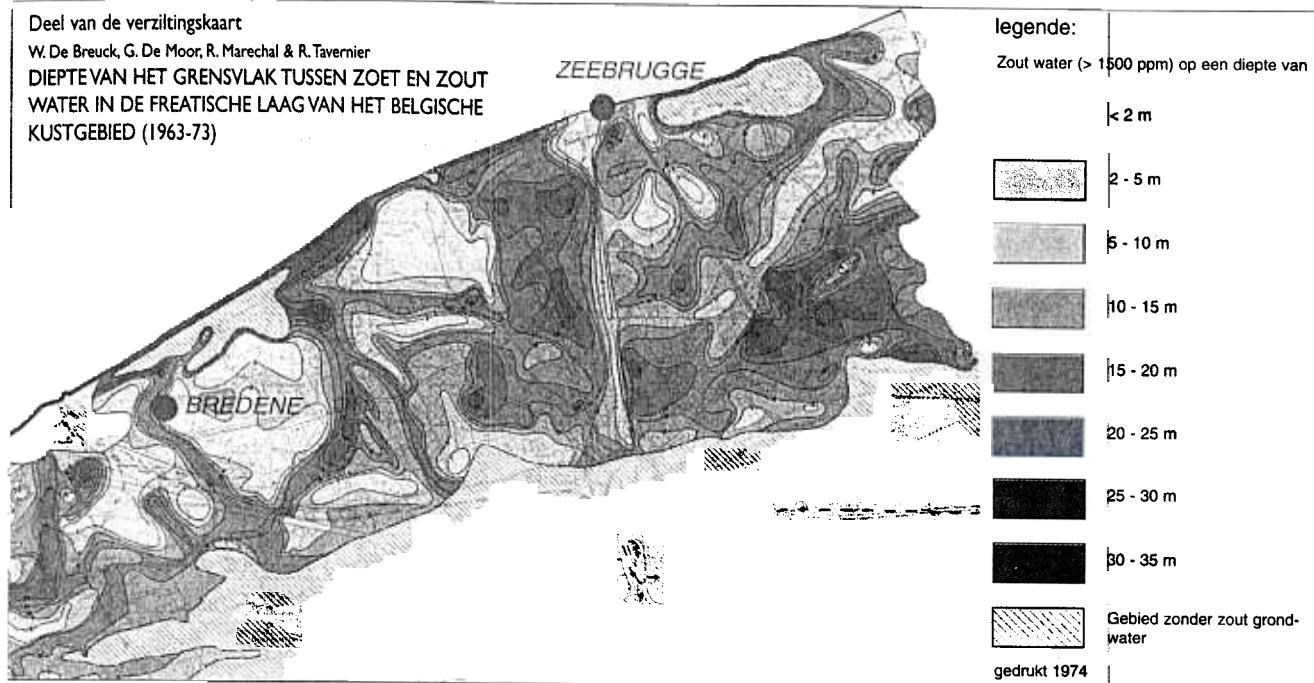 Deel van de verziltingskaart
W. De Breuck, G. De Moor, R. Marechal & R. Tavernier
DIEPTE VAN HET GRENSVLAK TUSSEN ZOET EN ZOUT
WATER IN DE FREATISCHE LAAG VAN HET BELGISCHE
KUSTGEBIED (1963-73)
ZEEBRUGGE
BREDENE
legende:
Zout water (> 1500 ppm) op een diepte van
< 2 m
2 - 5 m
5 - 10 m
10 - 15 m
15 - 20 m
20 - 25 m
25 - 30 m
30 - 35 m
Gebied zonder zout grond-
water
gedrukt 1974